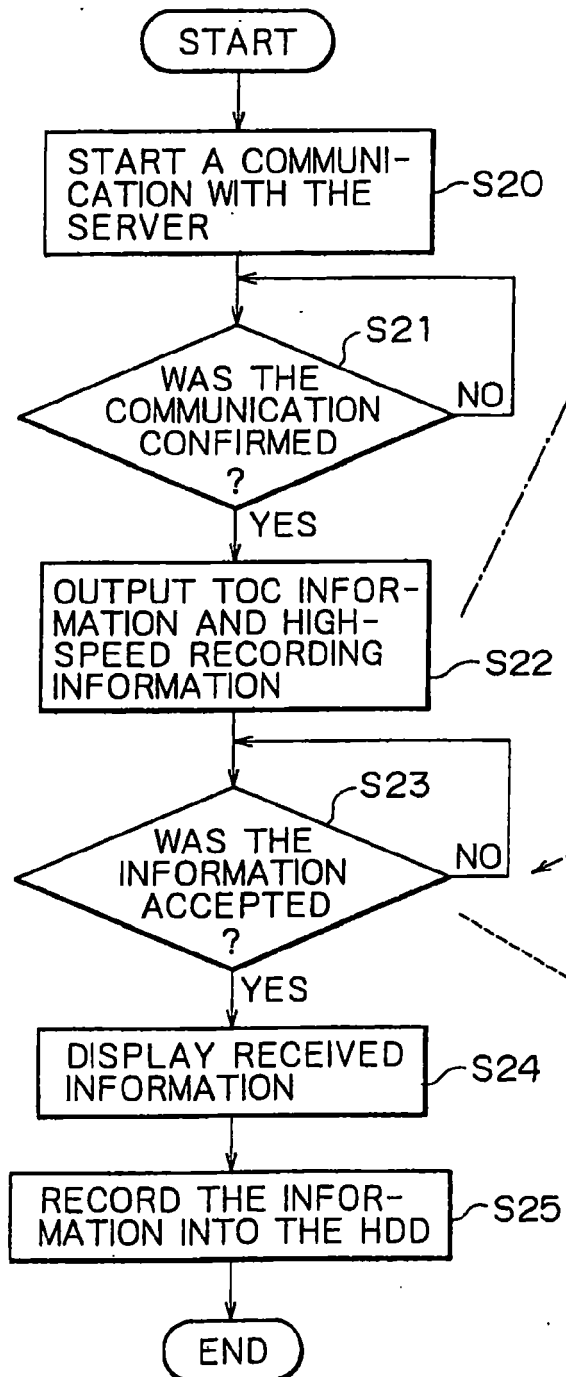 START
START A COMMUNI-
CATION WITH THE
SERVER
S20
S21
WAS THE
COMMUNICATION
CONFIRMED
?
NO
YES
OUTPUT TOC INFOR-
MATION AND HIGH-
SPEED RECORDING
INFORMATION
S22
S23
WAS THE
INFORMATION
ACCEPTED
?
NO
YES
DISPLAY RECEIVED
INFORMATION
S24
RECORD THE INFOR-
MATION INTO THE HDD
S25
END